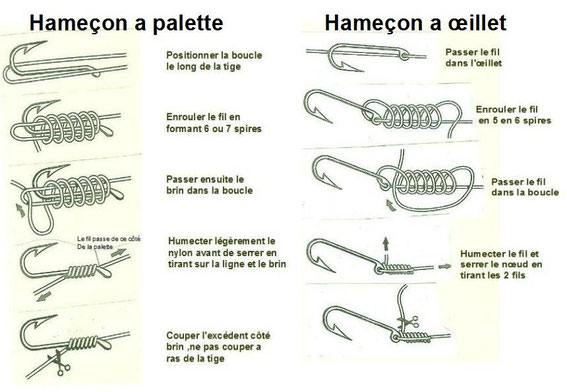 Hameçon a palette
Positionner la boucle
le long de la tige
Enrouler le fil en
formant 6 ou 7 spires
Passer ensuite le
brin dans la boucle
Le fil passe de ce côté
De la palette
Humecter légèrement le
nylon avant de serrer en
tirant sur la ligne et le brin
Couper l'excédent côté
brin ,ne pas couper a
ras de la tige
Hameçon a œillet
Passer le fil
dans l'œillet
Enrouler le fil
en 5 en 6 spires
Passer le fil
dans la boucle
Humecter le fil et
serrer le nœud en
tirant les 2 fils